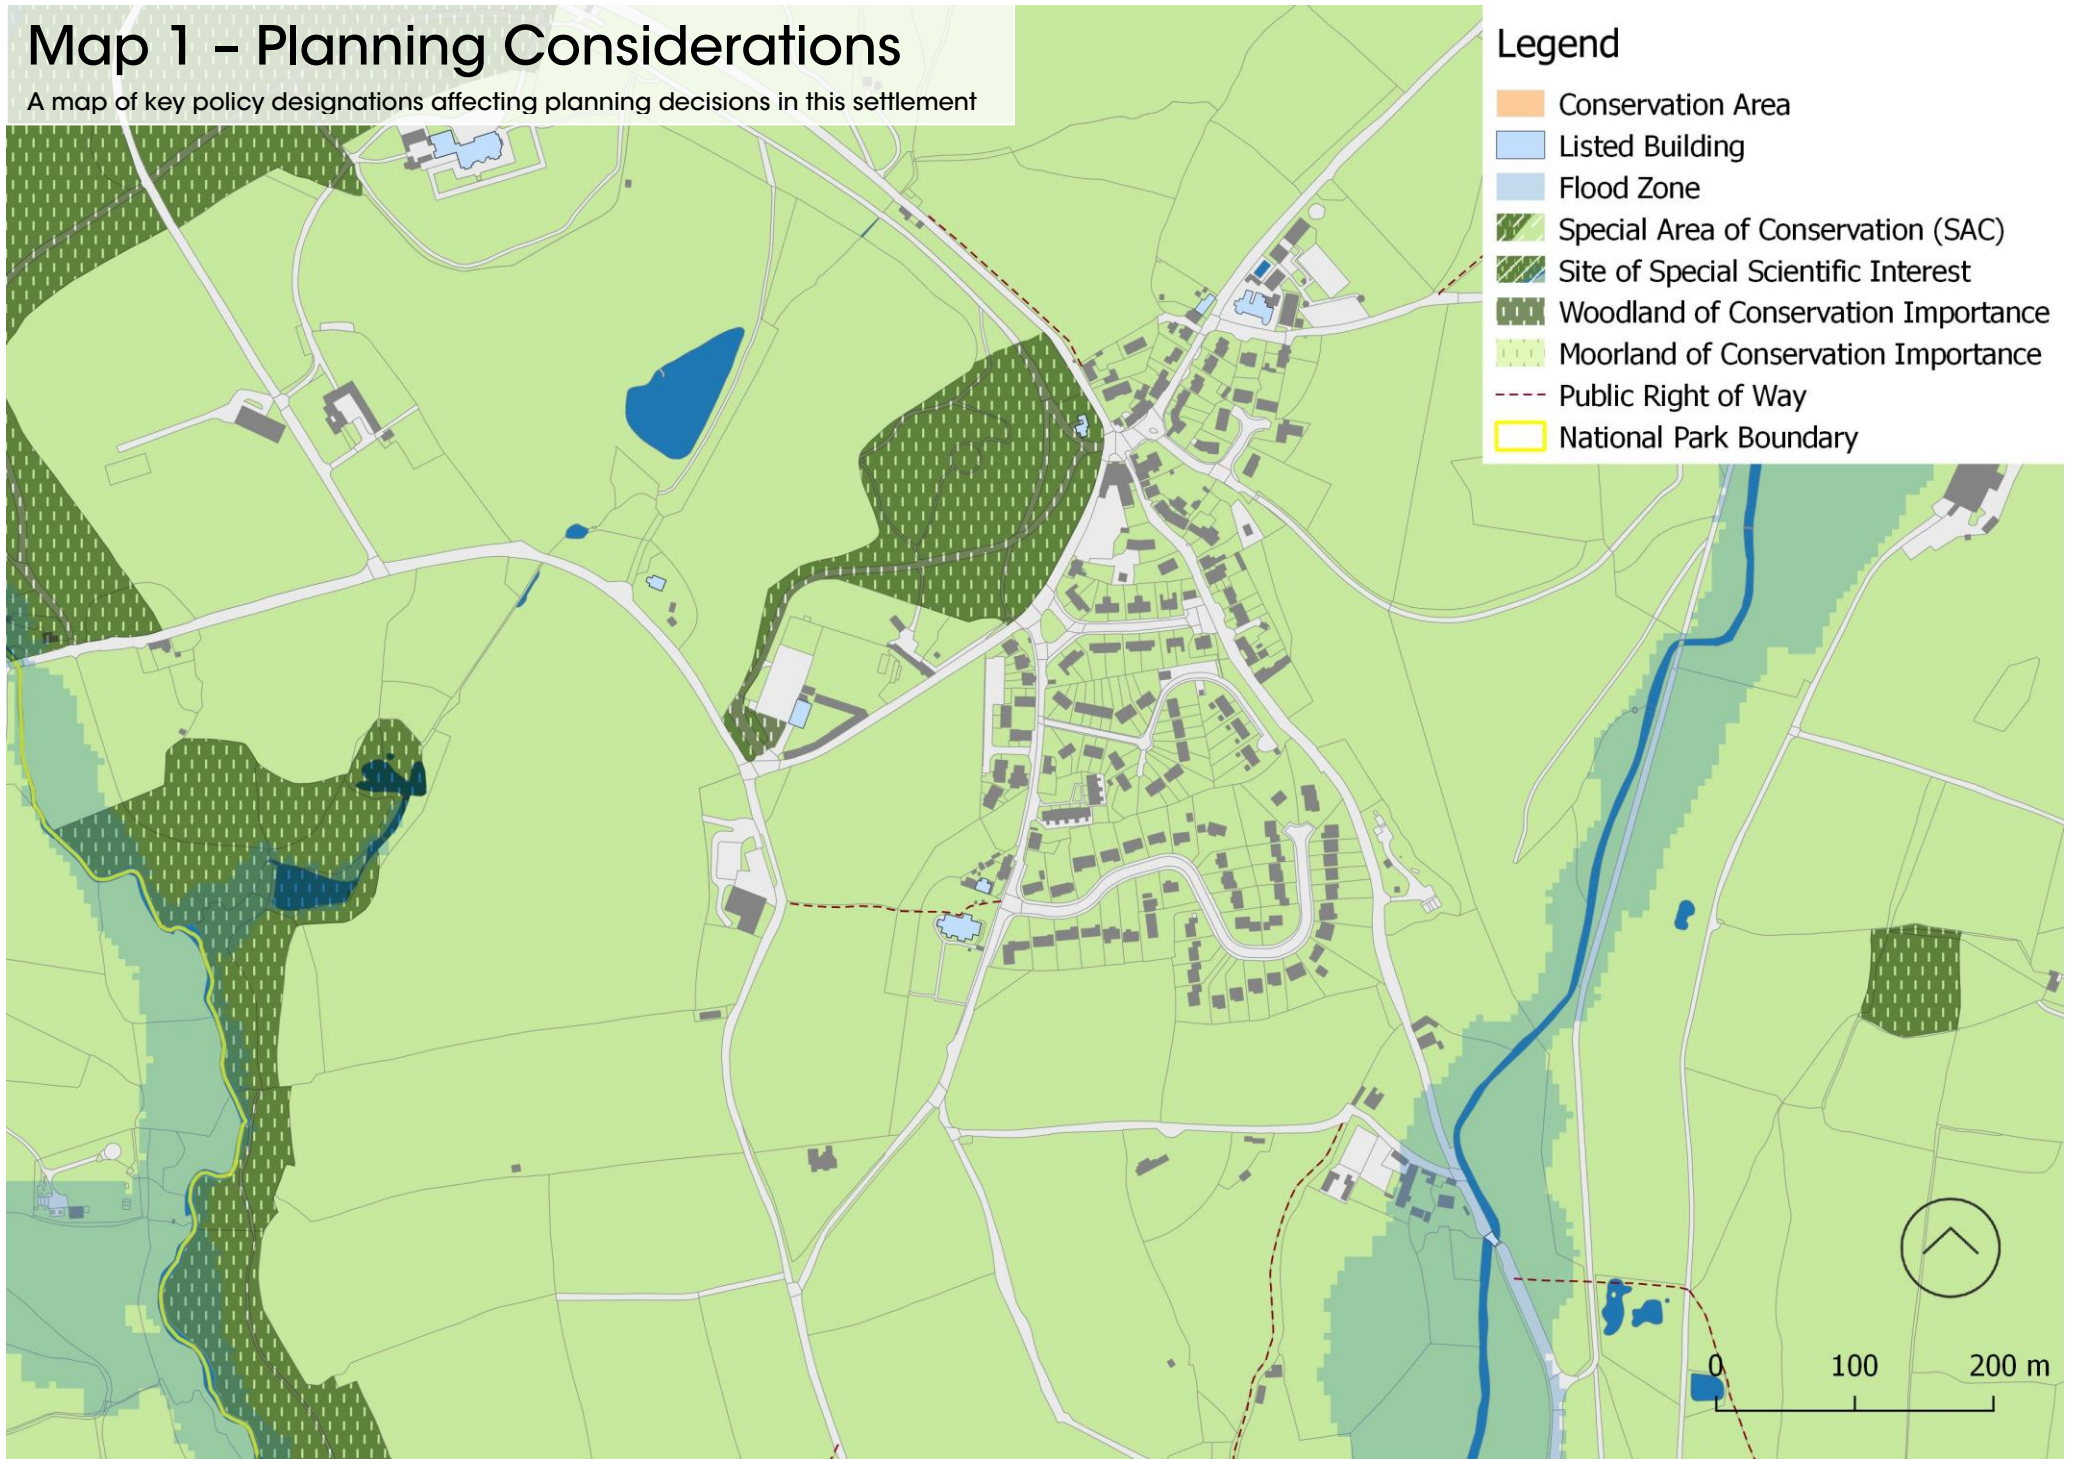 Map 1 – Planning Considerations
A map of key policy designations affecting planning decisions in this settlement
Legend
Conservation Area
Listed Building
Flood Zone
Special Area of Conservation (SAC)
Site of Special Scientific Interest
Woodland of Conservation Importance
Moorland of Conservation Importance
Public Right of Way
National Park Boundary
0 100 200 m